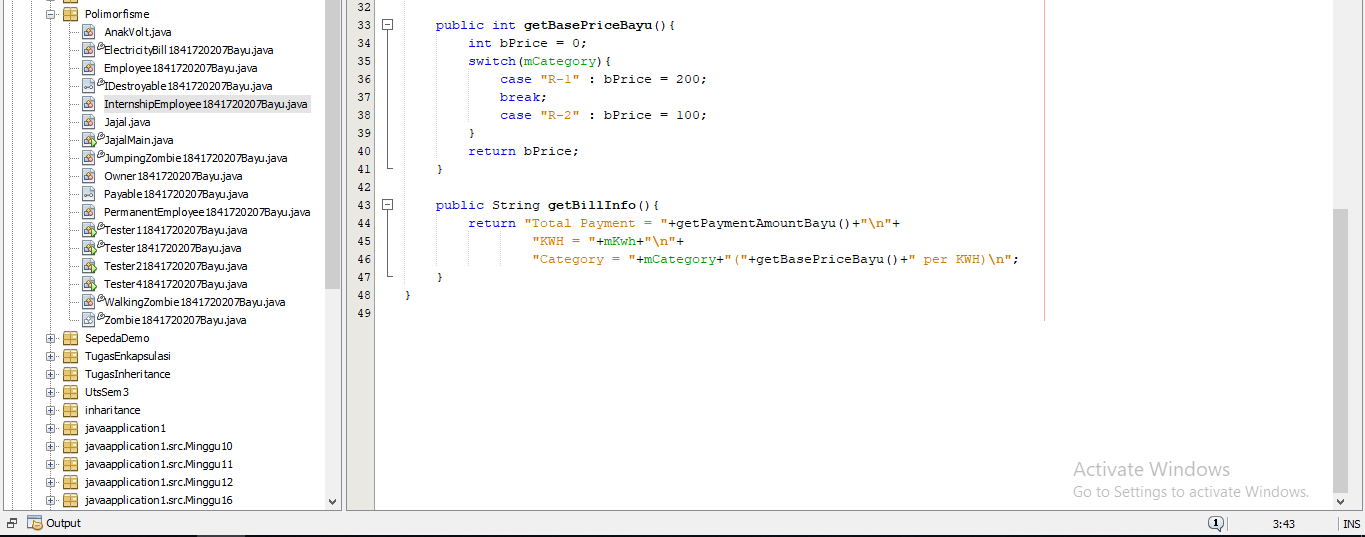 Polimorfisme
AnakVolt.java
ElectricityBill1841720207Bayu.java
Employee1841720207Bayu.java
IDestroyable1841720207Bayu.java
InternshipEmployee1841720207Bayu.java
Jajal.java
JajalMain.java
JumpingZombie1841720207Bayu.java
Owner1841720207Bayu.java
Payable1841720207Bayu.java
PermanentEmployee1841720207Bayu.java
Tester11841720207Bayu.java
Tester1841720207Bayu.java
Tester21841720207Bayu.java
Tester41841720207Bayu.java
WalkingZombie1841720207Bayu.java
Zombie1841720207Bayu.java
SepedaDemo
TugasEnkapsulasi
TugasInheritance
UtsSem3
inharitance
javaapplication1
javaapplication1.src.Minggu10
javaapplication1.src.Minggu11
javaapplication1.src.Minggu12
javaapplication1.src.Minggu16
32
33 public int getBasePriceBayu(){
34 int bPrice = 0;
35 switch(mCategory){
36 case "R-1" : bPrice = 200;
37 break;
38 case "R-2" : bPrice = 100;
39 }
40 return bPrice;
41 }
42
43 public String getBillInfo(){
44 return "Total Payment = "+getPaymentAmountBayu()+"\n"+
45 "KWH = "+mKwh+"\n"+
46 "Category = "+mCategory+"("+getBasePriceBayu()+" per KWH)\n";
47 }
48 }
49
Activate Windows
Go to Settings to activate Windows.
Output
1
3:43
INS